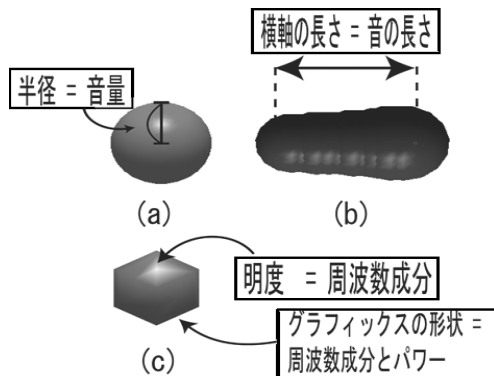 横軸の長さ = 音の長さ
半径 = 音量
(a)
(b)
明度 = 周波数成分
グラフィックスの形状 =
周波数成分とパワー
(c)